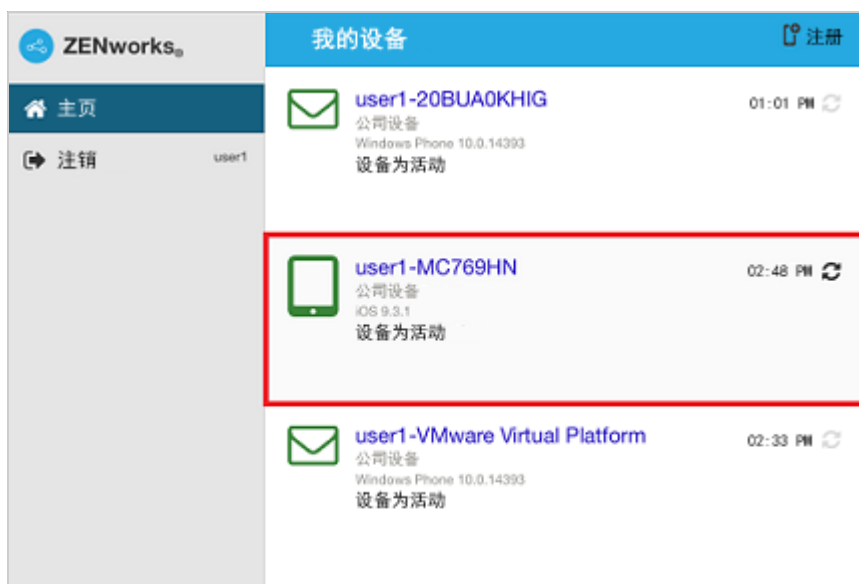 ZENworks®
主页
注销 user1
我的设备 注册
user1-20BUA0KHIG 01:01 PM
公司设备
Windows Phone 10.0.14393
设备为活动
user1-MC769HN 02:48 PM
公司设备
iOS 9.3.1
设备为活动
user1-VMware Virtual Platform 02:33 PM
公司设备
Windows Phone 10.0.14393
设备为活动